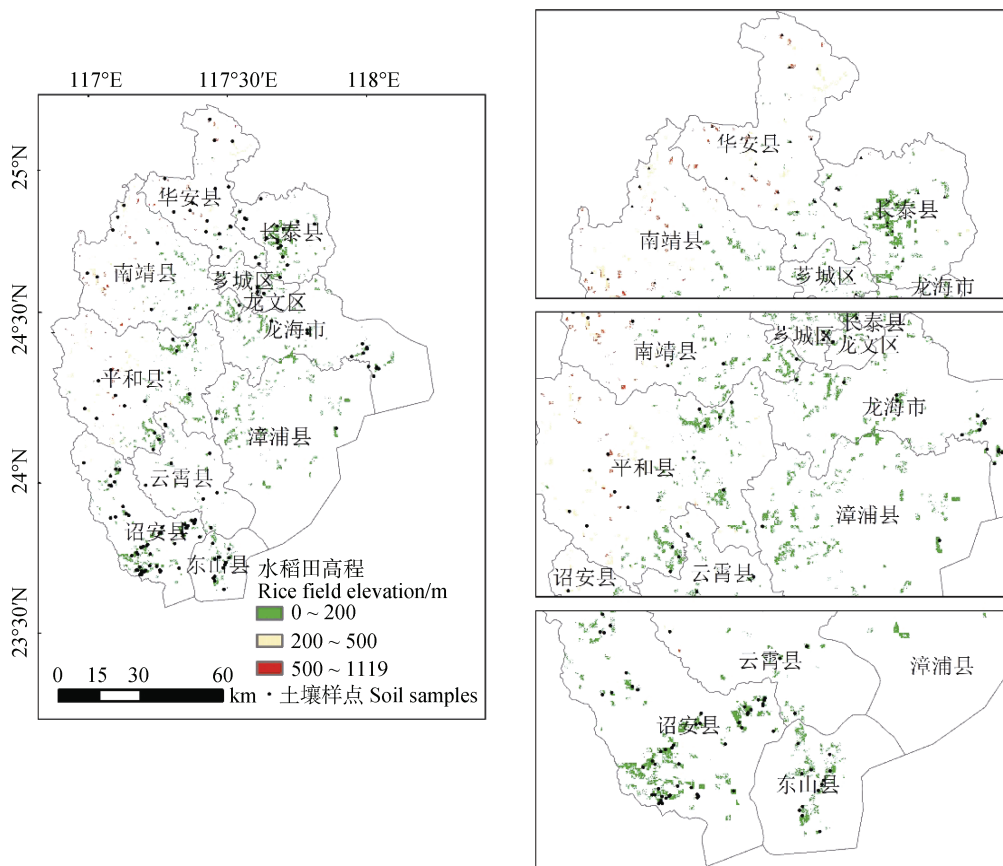 117°E 117°30′E 118°E
25°N
24°30′N
24°N
23°30′N
华安县
长泰县
南靖县
芗城区
龙文区
龙海市
平和县
漳浦县
云霄县
诏安县
东山县
水稻田高程
Rice field elevation/m
0 ~ 200
200 ~ 500
500 ~ 1119
0 15 30 60
km
· 土壤样点 Soil samples
华安县
长泰县
南靖县
芗城区
龙海市
长泰县
南靖县
芗城区
龙文区
龙海市
平和县
漳浦县
诏安县
云霄县
云霄县
漳浦县
诏安县
东山县